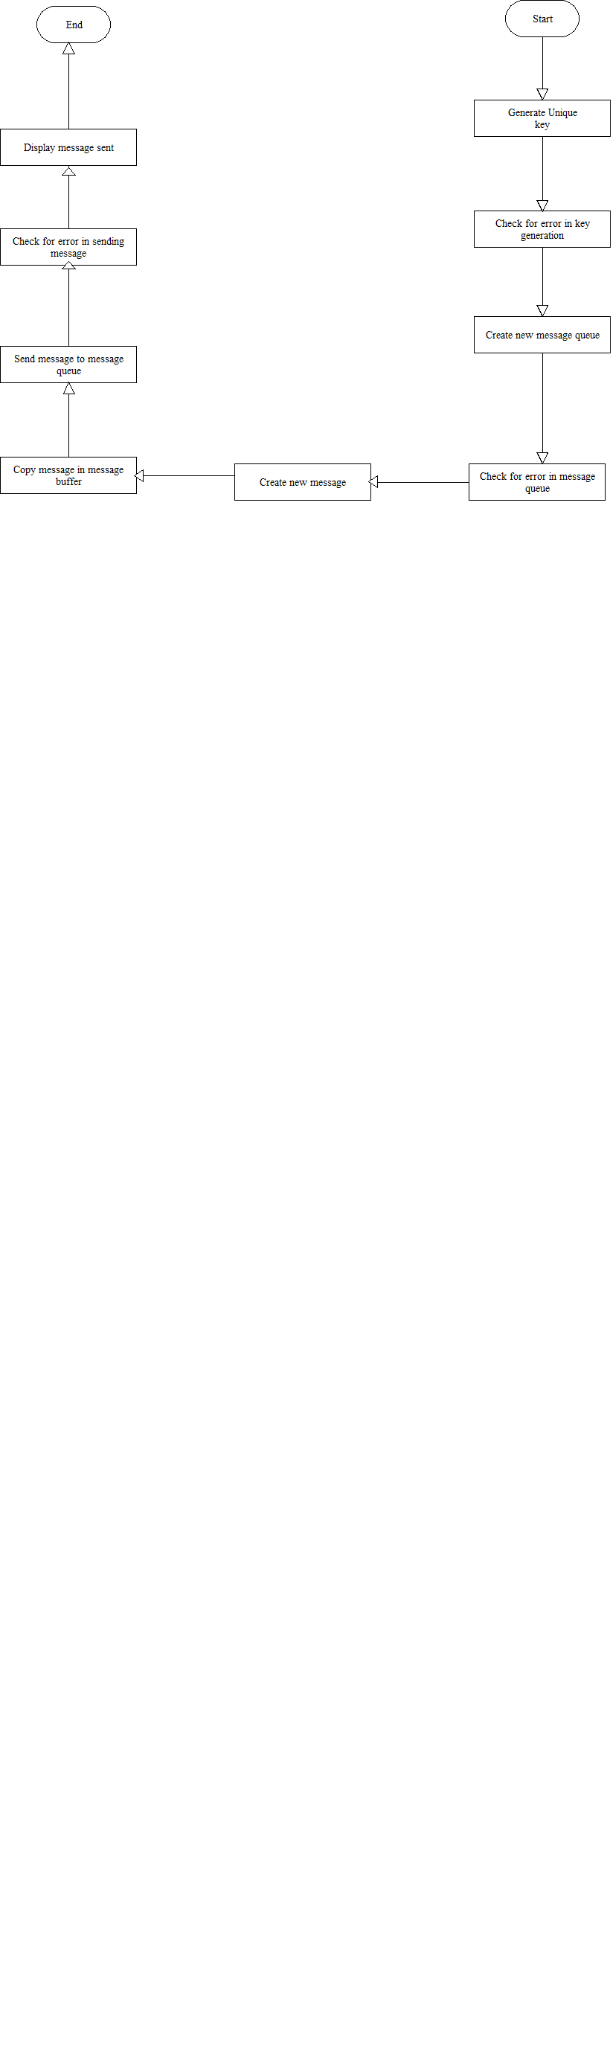 End
Start
Generate Unique
key
Display message sent
Check for error in key
generation
Check for error in sending
message
Create new message queue
Send message to message
queue
Copy message in message
buffer
Create new message
Check for error in message
queue